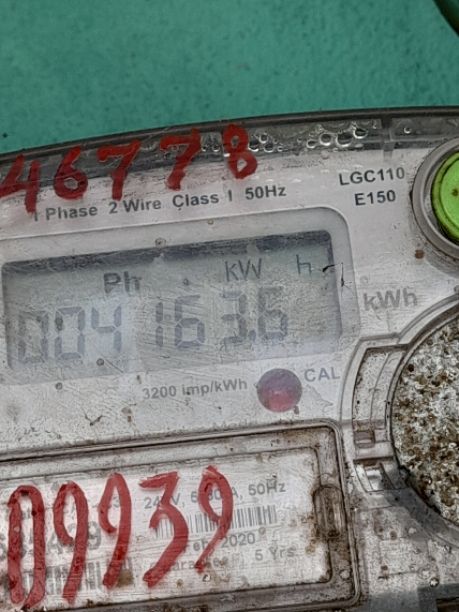 46778
1 Phase 2 Wire Class 1 50Hz
LGC110
E150
Ph kW h
004163.6
kWh
3200 imp/kWh
CAL
50Hz
09939
2020
5 Yrs